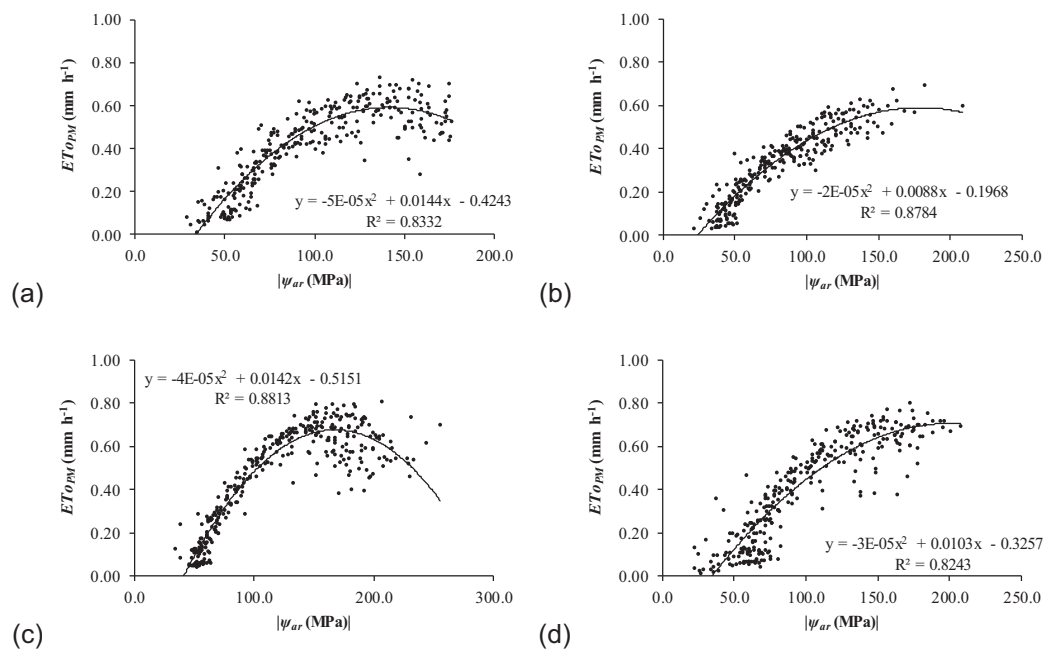 1.00
0.80
0.60
0.40
0.20
0.00
ETo_PM (mm h⁻¹)
y = -5E-05x² + 0.0144x - 0.4243
R² = 0.8332
0.0 50.0 100.0 150.0 200.0
|ψ_ar (MPa)|
(a)
1.00
0.80
0.60
0.40
0.20
0.00
ETo_PM (mm h⁻¹)
y = -2E-05x² + 0.0088x - 0.1968
R² = 0.8784
0.0 50.0 100.0 150.0 200.0 250.0
|ψ_ar (MPa)|
(b)
1.00
0.80
0.60
0.40
0.20
0.00
ETo_PM (mm h⁻¹)
y = -4E-05x² + 0.0142x - 0.5151
R² = 0.8813
0.0 100.0 200.0 300.0
|ψ_ar (MPa)|
(c)
1.00
0.80
0.60
0.40
0.20
0.00
ETo_PM (mm h⁻¹)
y = -3E-05x² + 0.0103x - 0.3257
R² = 0.8243
0.0 50.0 100.0 150.0 200.0 250.0
|ψ_ar (MPa)|
(d)